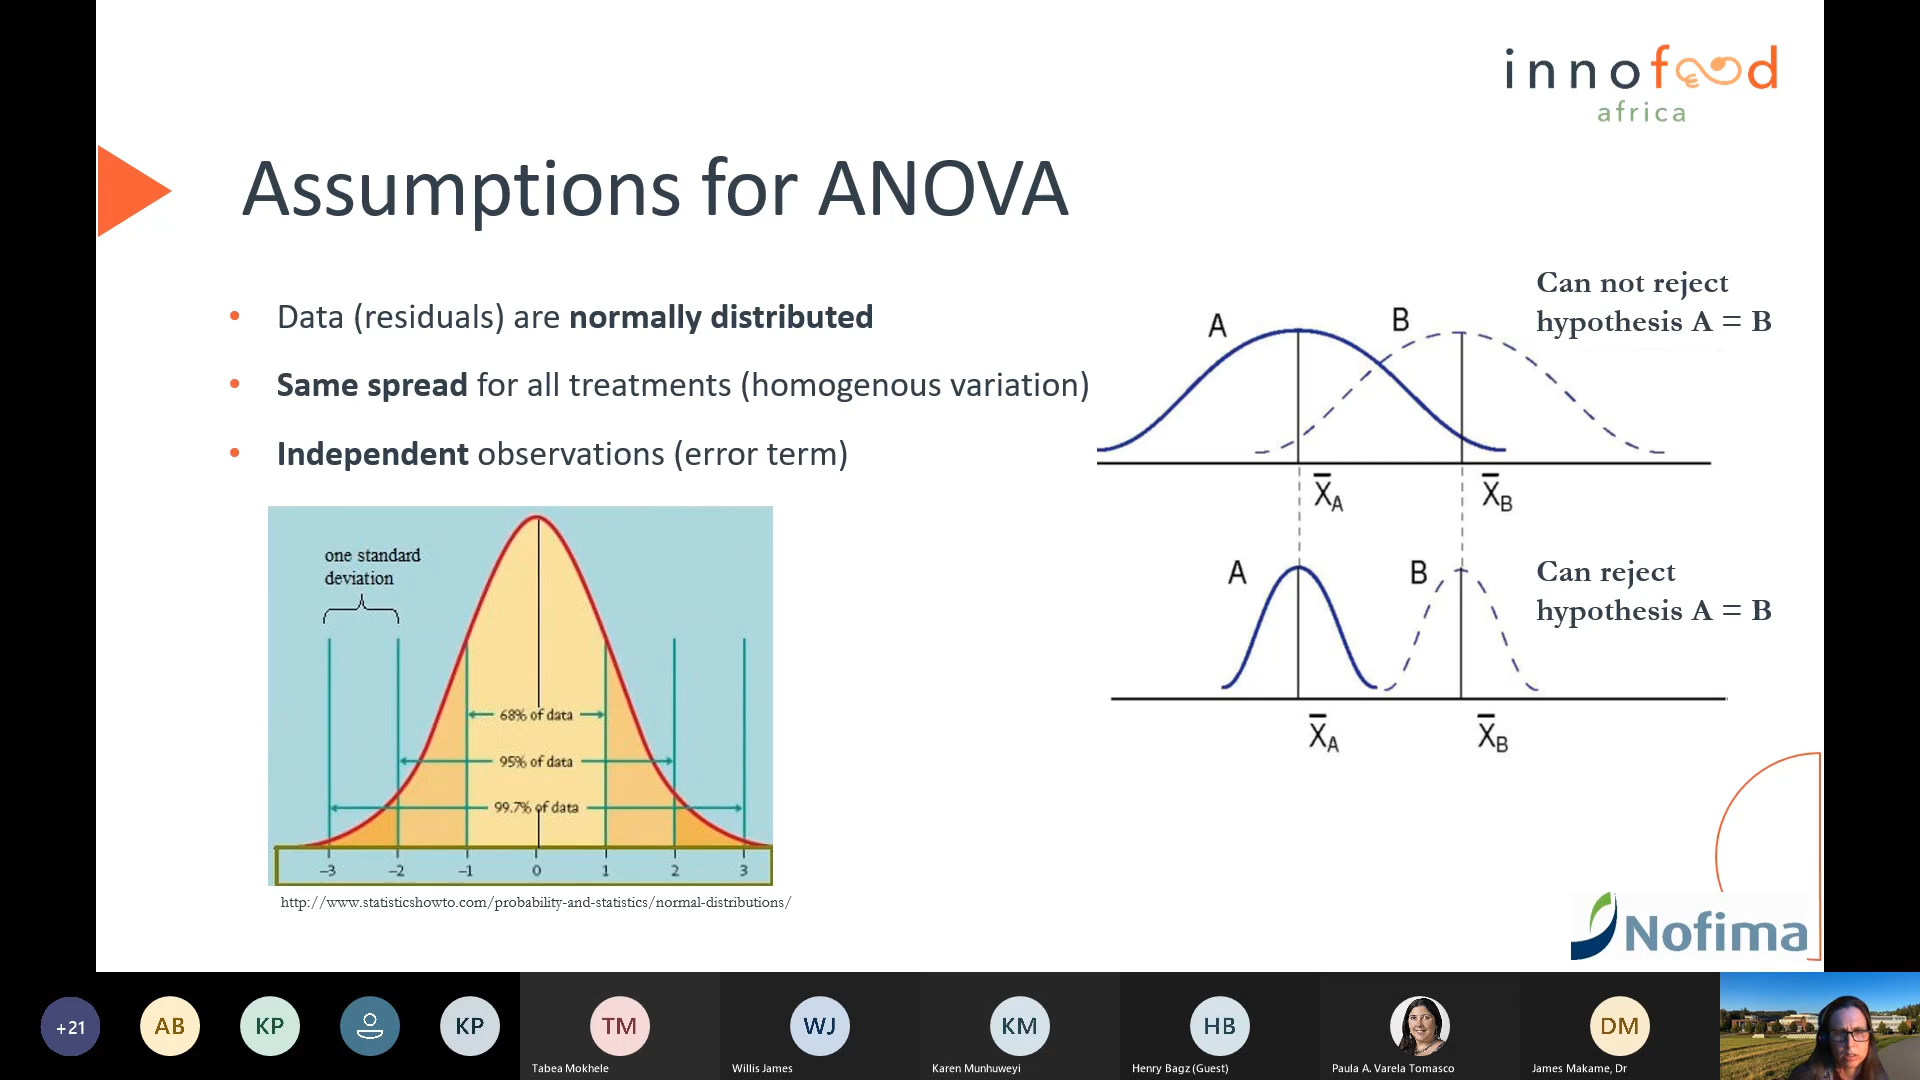 innofood
africa
Assumptions for ANOVA
• Data (residuals) are normally distributed
• Same spread for all treatments (homogenous variation)
• Independent observations (error term)
one standard
deviation
68% of data
95% of data
99.7% of data
-3 -2 -1 0 1 2 3
http://www.statisticshowto.com/probability-and-statistics/normal-distributions/
A B
Can not reject
hypothesis A = B
X̅A X̅B
A B
Can reject
hypothesis A = B
X̅A X̅B
Nofima
+21 AB KP KP TM WJ KM HB DM
Tabea Mokhele Willis James Karen Munhuweyi Henry Bagz (Guest) Paula A. Varela Tomasco James Makame, Dr